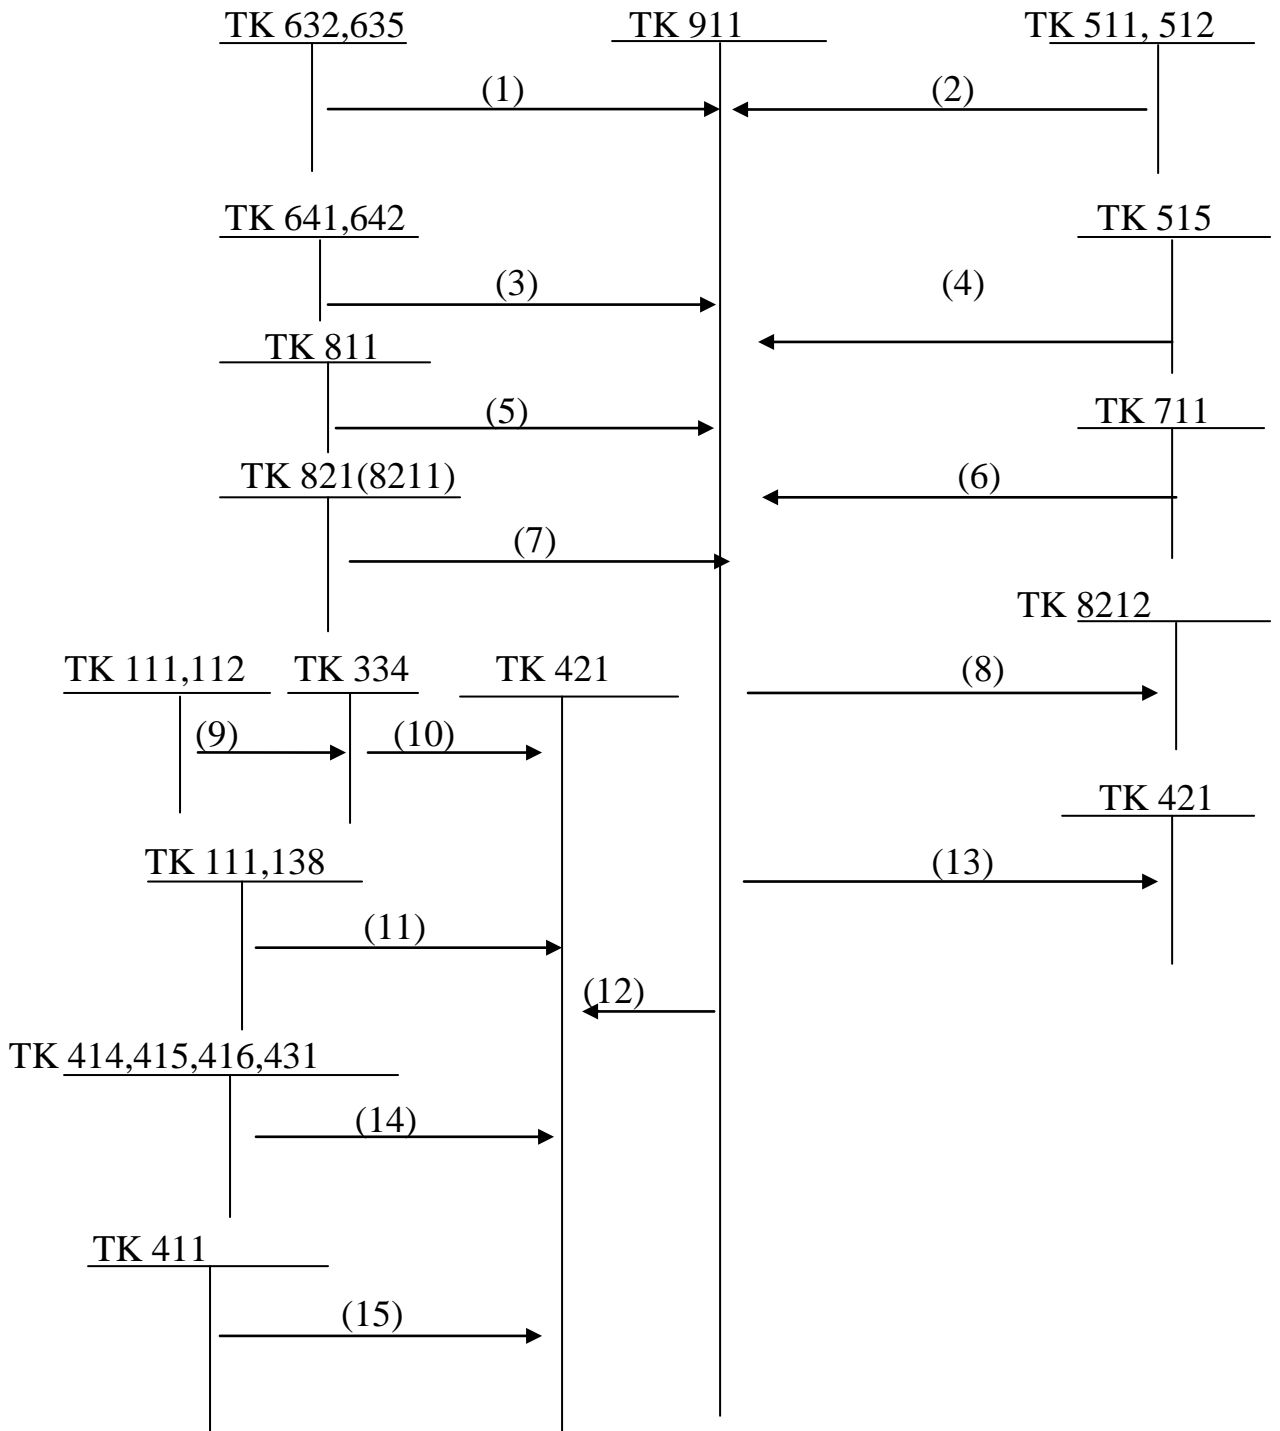 TK 632,635 TK 911 TK 511, 512
(1) (2)
TK 641,642 TK 515
(3) (4)
TK 811
(5) TK 711
TK 821(8211) (6)
(7)
TK 8212
TK 111,112 TK 334 TK 421 (8)
(9) (10)
TK 421
TK 111,138 (13)
(11)
(12)
TK 414,415,416,431
(14)
TK 411
(15)